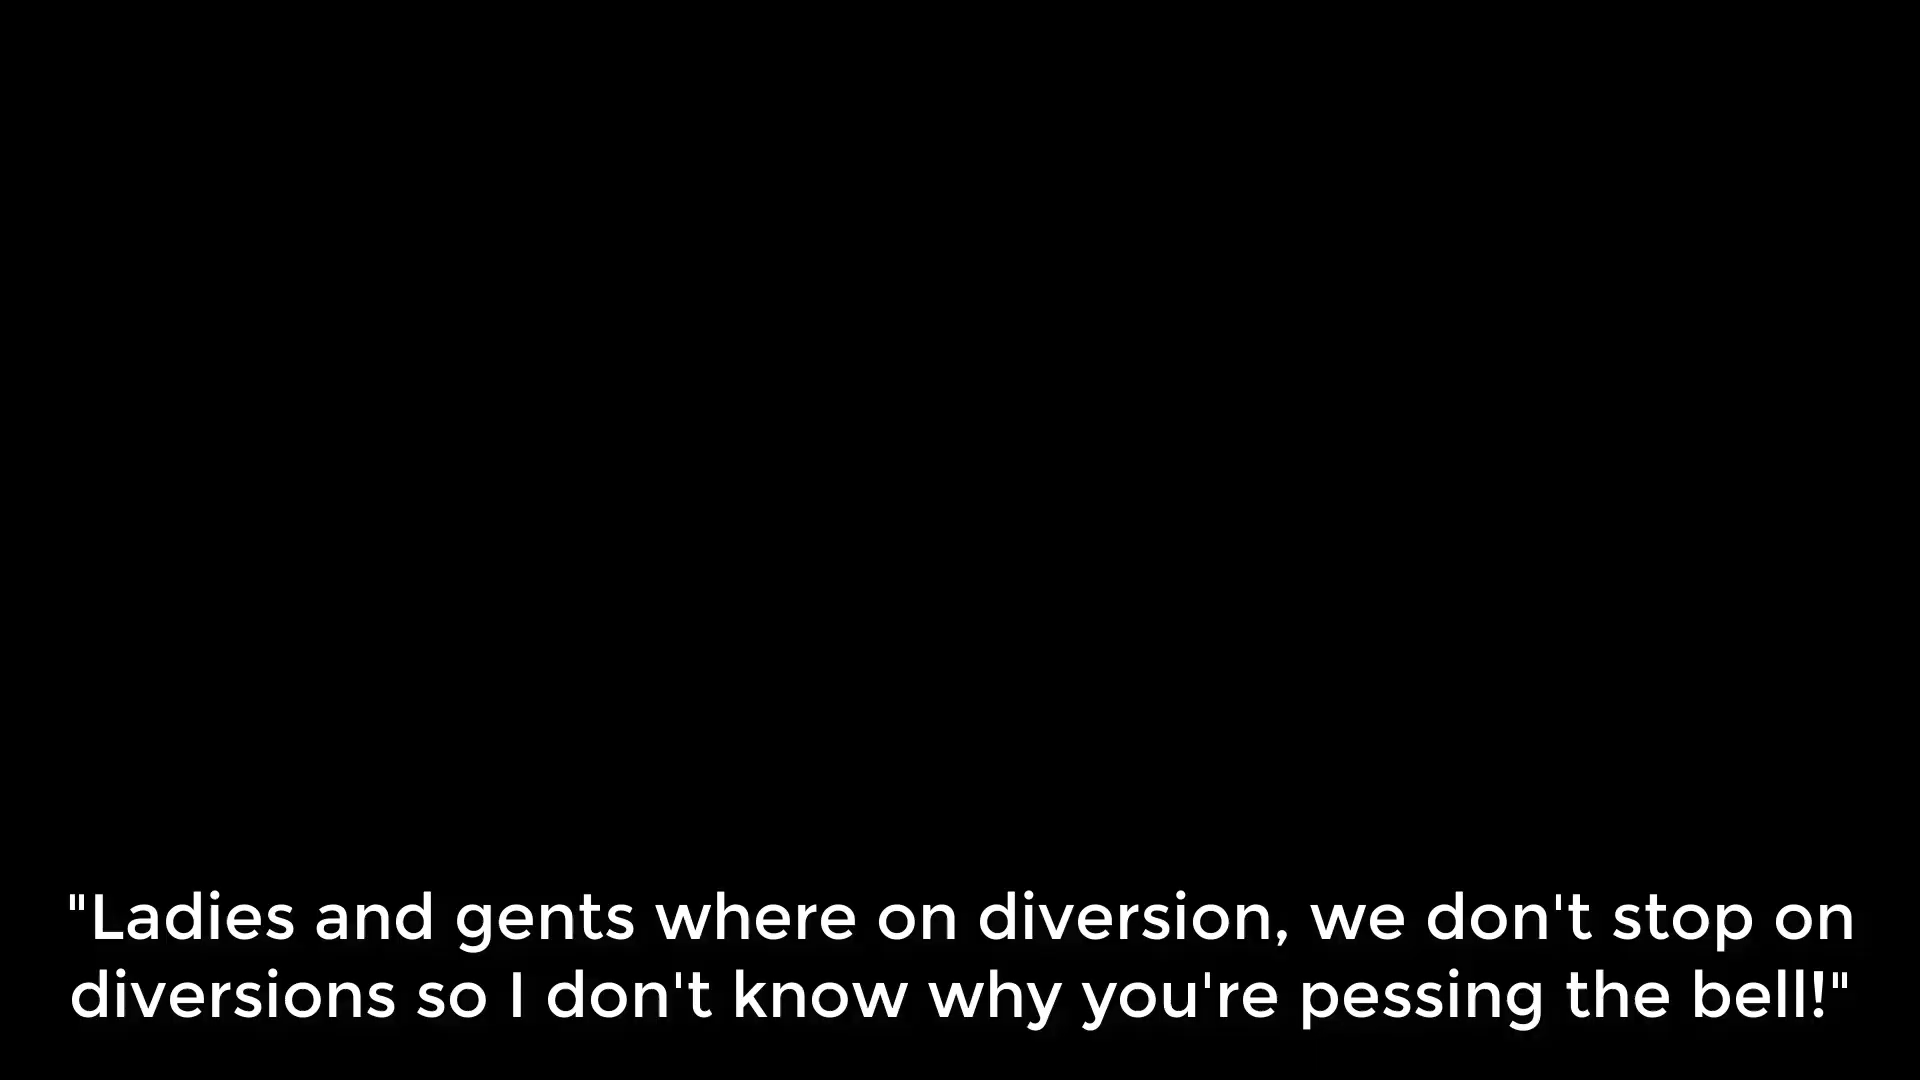 "Ladies and gents where on diversion, we don't stop on
diversions so I don't know why you're pessing the bell!"